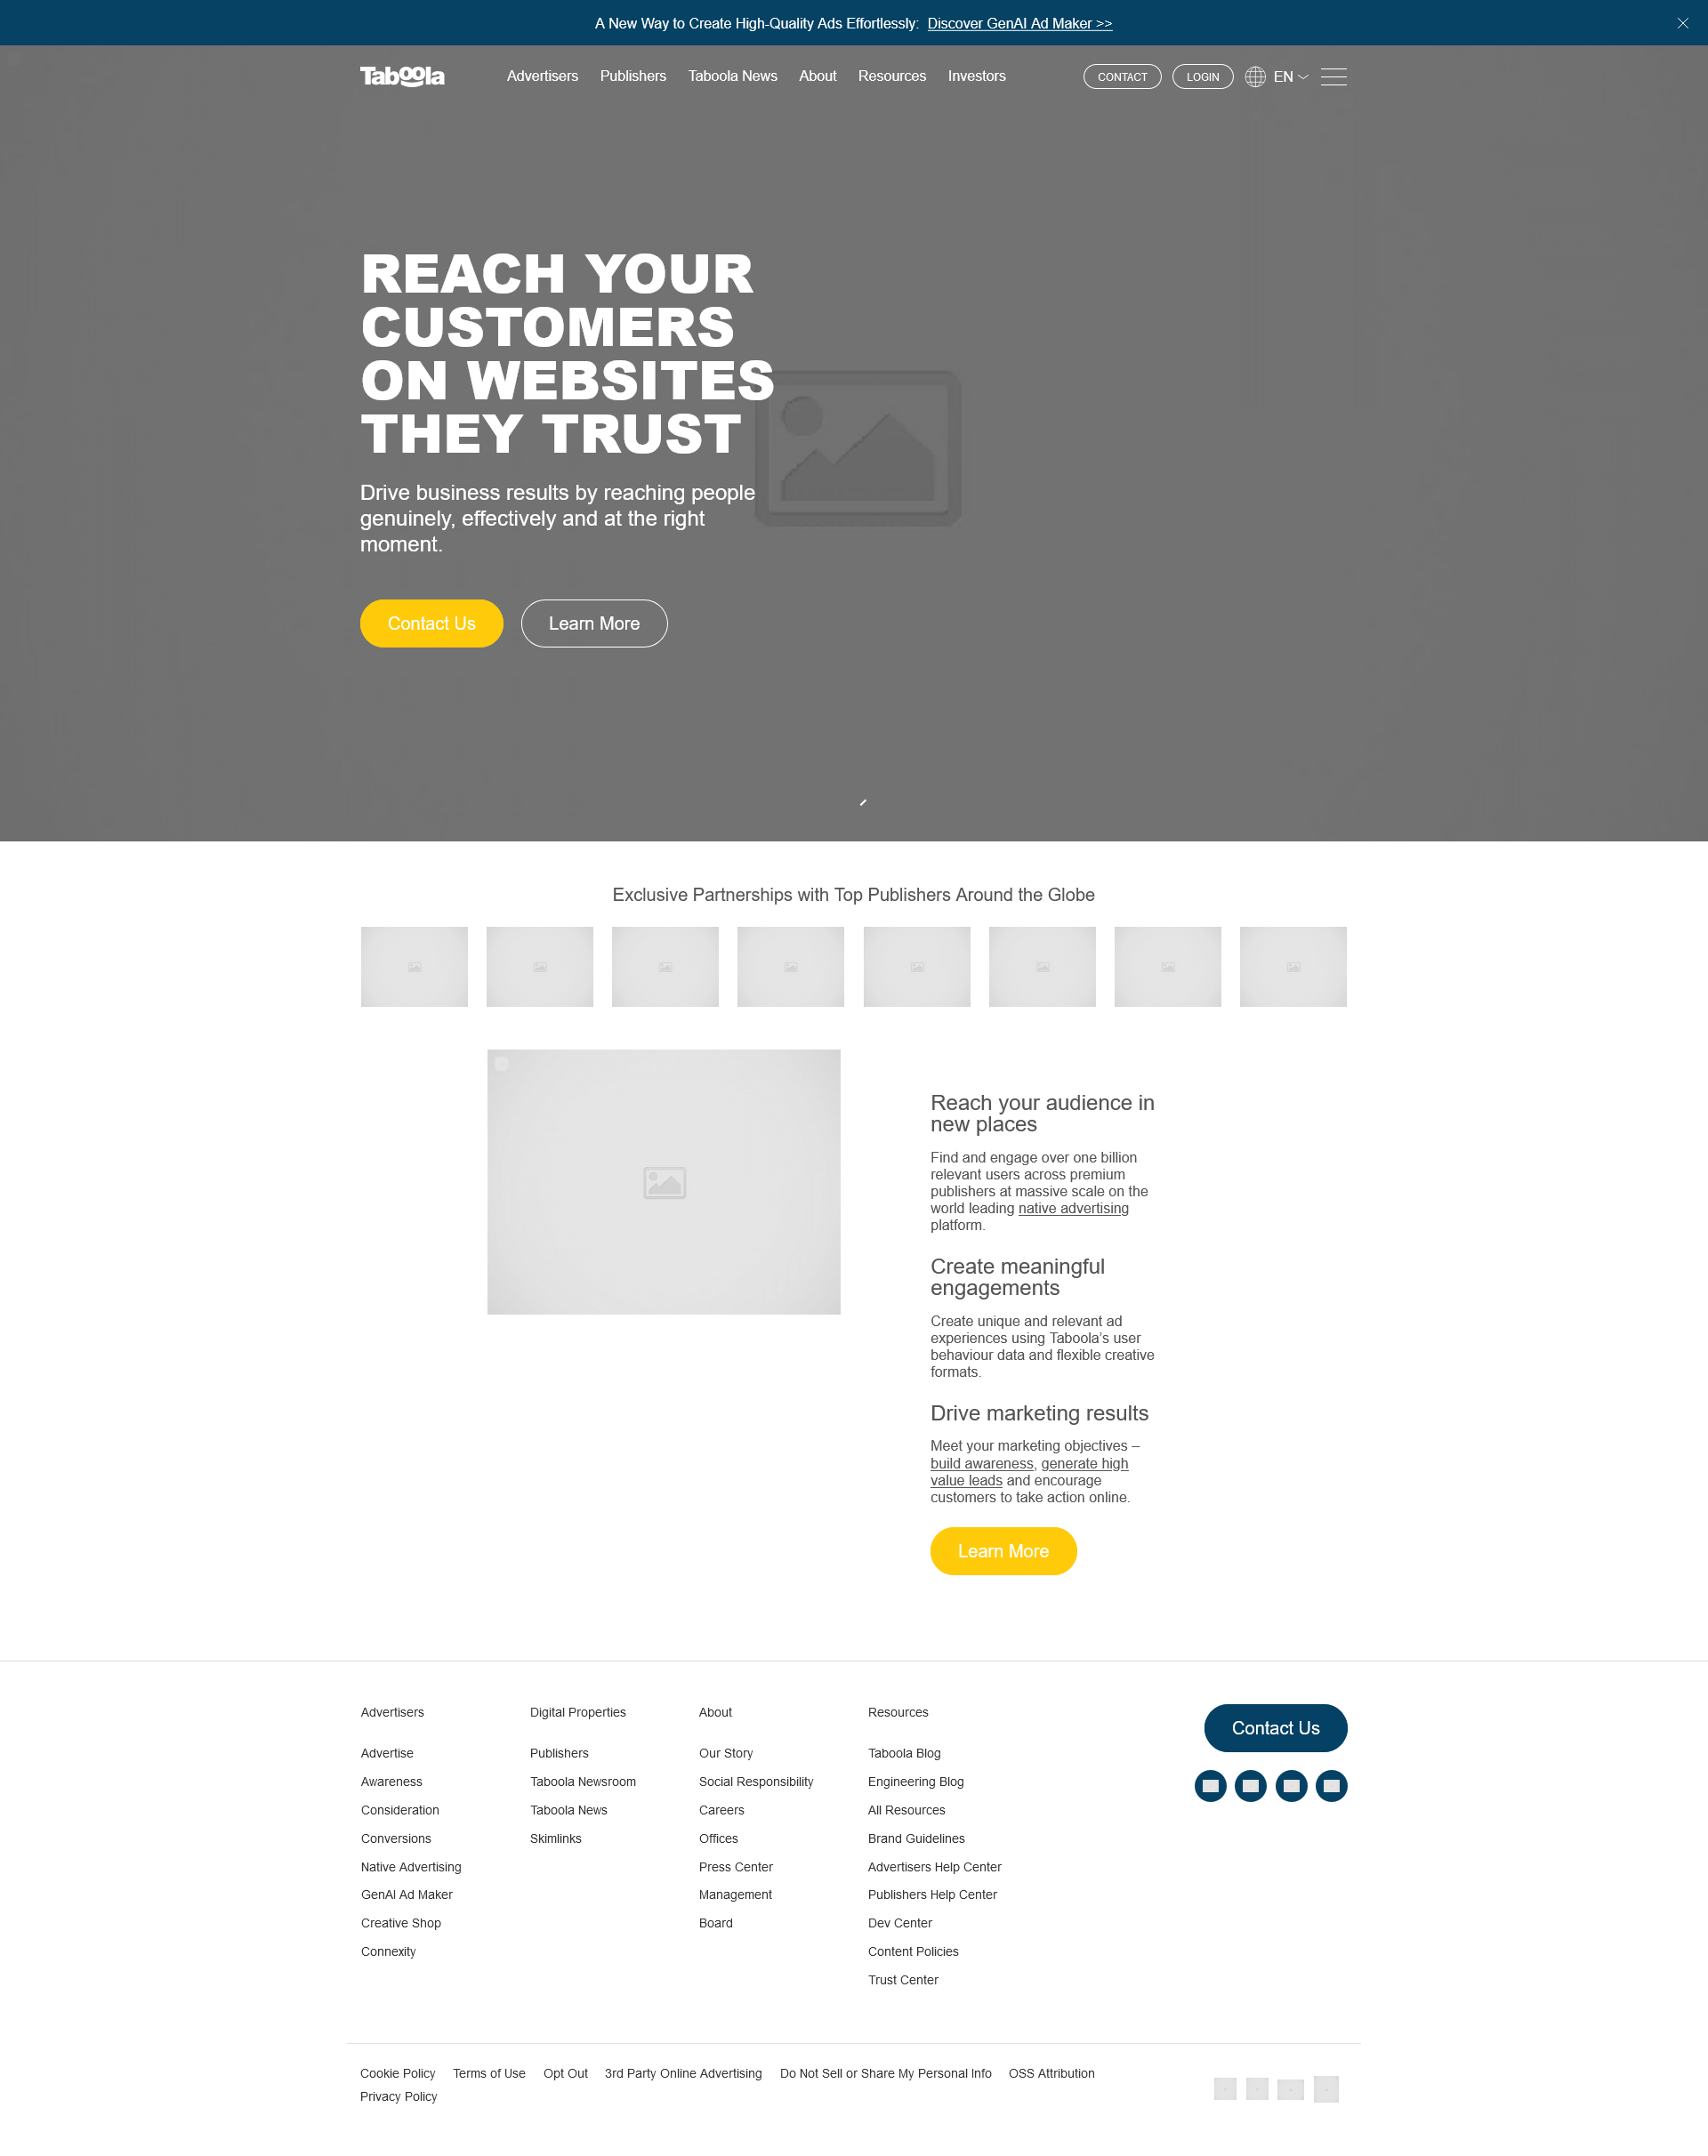 A New Way to Create High-Quality Ads Effortlessly: Discover GenAI Ad Maker >>
Taboola
Advertisers Publishers Taboola News About Resources Investors
CONTACT LOGIN EN
REACH YOUR
CUSTOMERS
ON WEBSITES
THEY TRUST
Drive business results by reaching people
genuinely, effectively and at the right
moment.
Contact Us Learn More
Exclusive Partnerships with Top Publishers Around the Globe
Reach your audience in
new places
Find and engage over one billion
relevant users across premium
publishers at massive scale on the
world leading native advertising
platform.
Create meaningful
engagements
Create unique and relevant ad
experiences using Taboola’s user
behaviour data and flexible creative
formats.
Drive marketing results
Meet your marketing objectives –
build awareness, generate high
value leads and encourage
customers to take action online.
Learn More
Advertisers
Advertise
Awareness
Consideration
Conversions
Native Advertising
GenAI Ad Maker
Creative Shop
Connexity
Digital Properties
Publishers
Taboola Newsroom
Taboola News
Skimlinks
About
Our Story
Social Responsibility
Careers
Offices
Press Center
Management
Board
Resources
Taboola Blog
Engineering Blog
All Resources
Brand Guidelines
Advertisers Help Center
Publishers Help Center
Dev Center
Content Policies
Trust Center
Contact Us
Cookie Policy Terms of Use Opt Out 3rd Party Online Advertising Do Not Sell or Share My Personal Info OSS Attribution
Privacy Policy